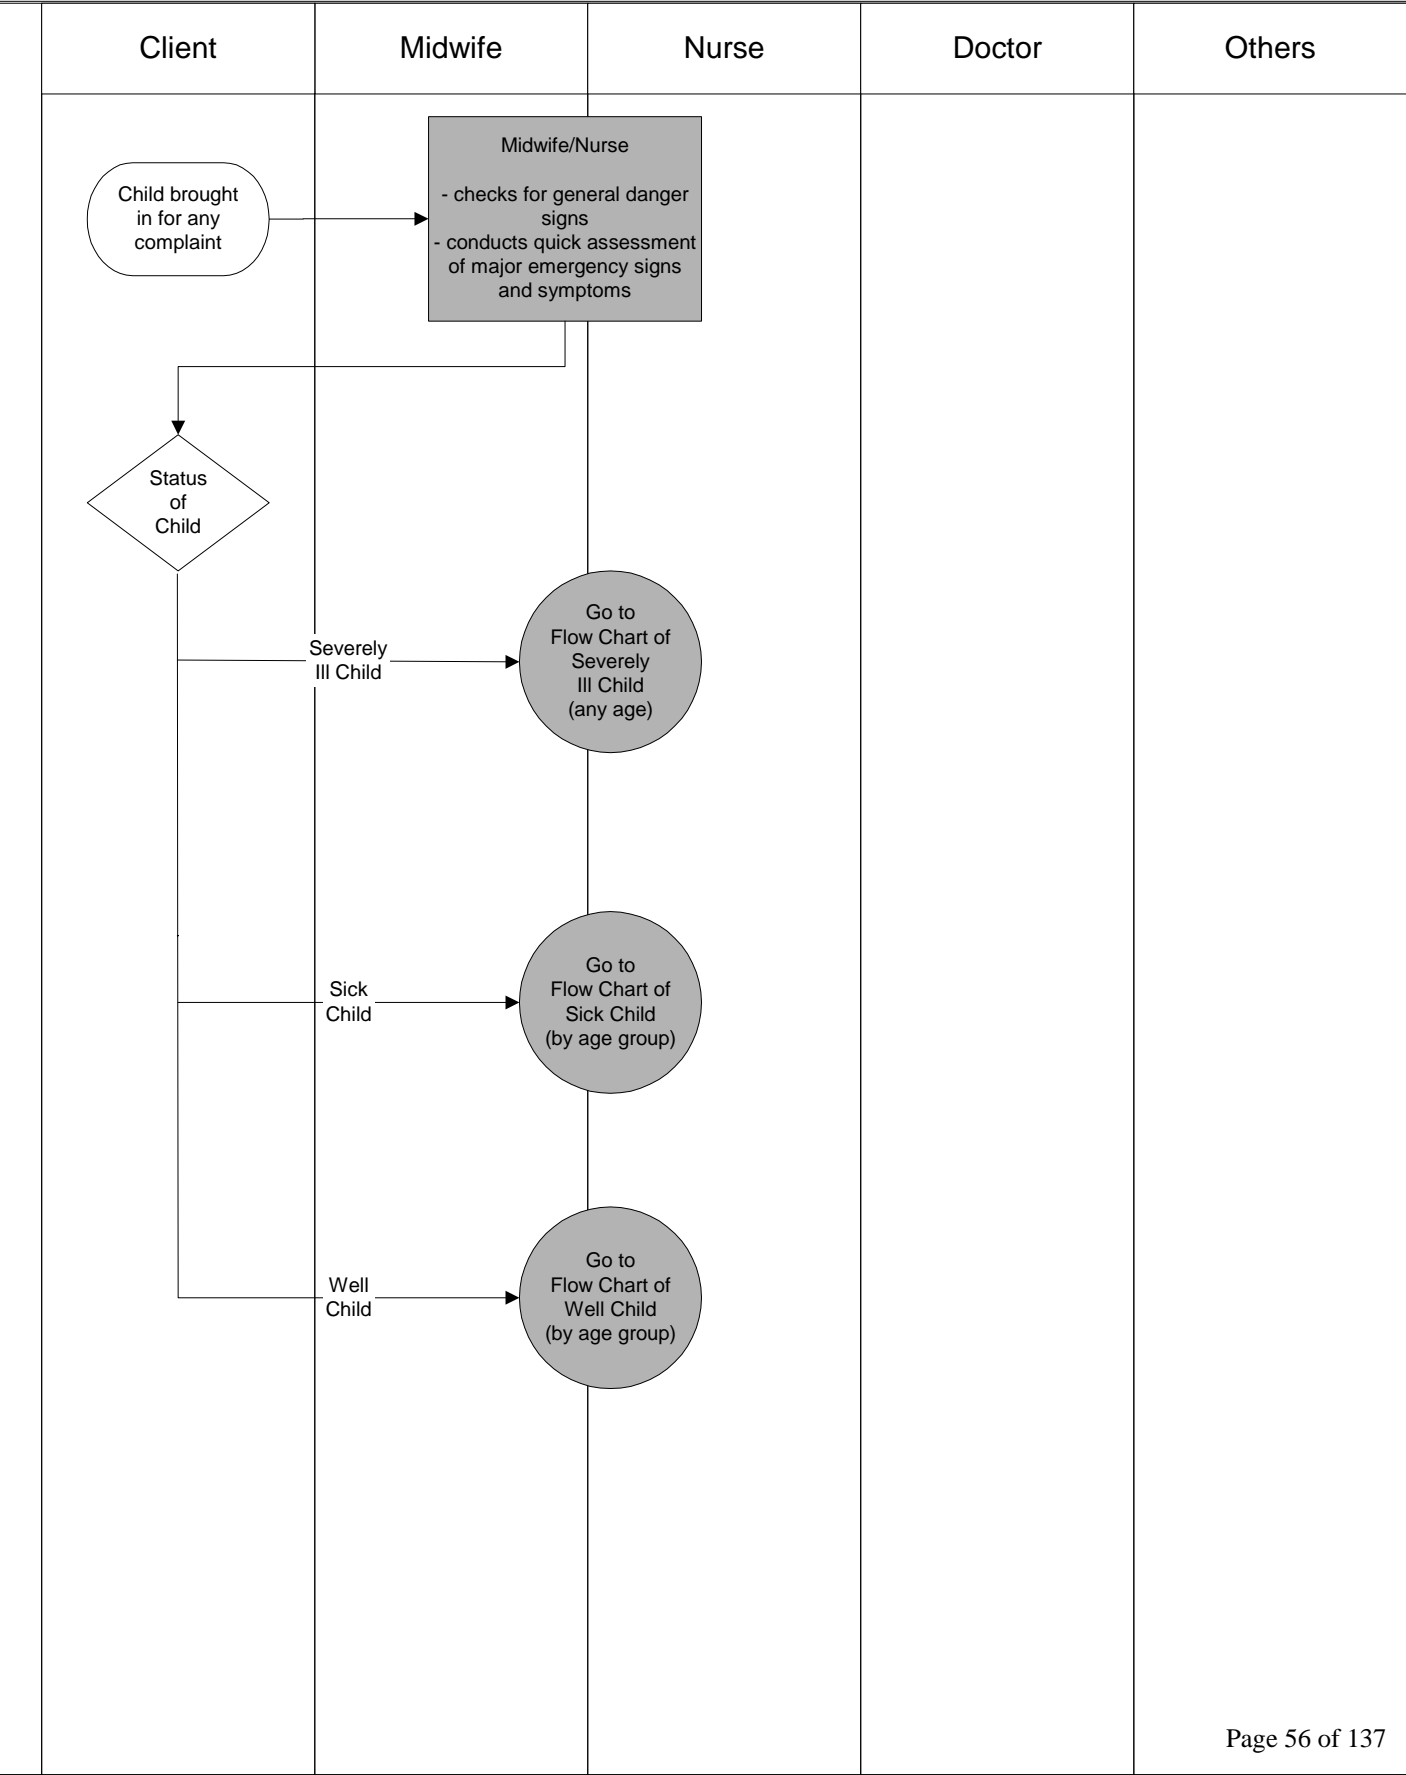 Client
Midwife
Nurse
Doctor
Others
Child brought
in for any
complaint
Midwife/Nurse
- checks for general danger
signs
- conducts quick assessment
of major emergency signs
and symptoms
Status
of
Child
Severely
Ill Child
Go to
Flow Chart of
Severely
Ill Child
(any age)
Sick
Child
Go to
Flow Chart of
Sick Child
(by age group)
Well
Child
Go to
Flow Chart of
Well Child
(by age group)
Page 56 of 137